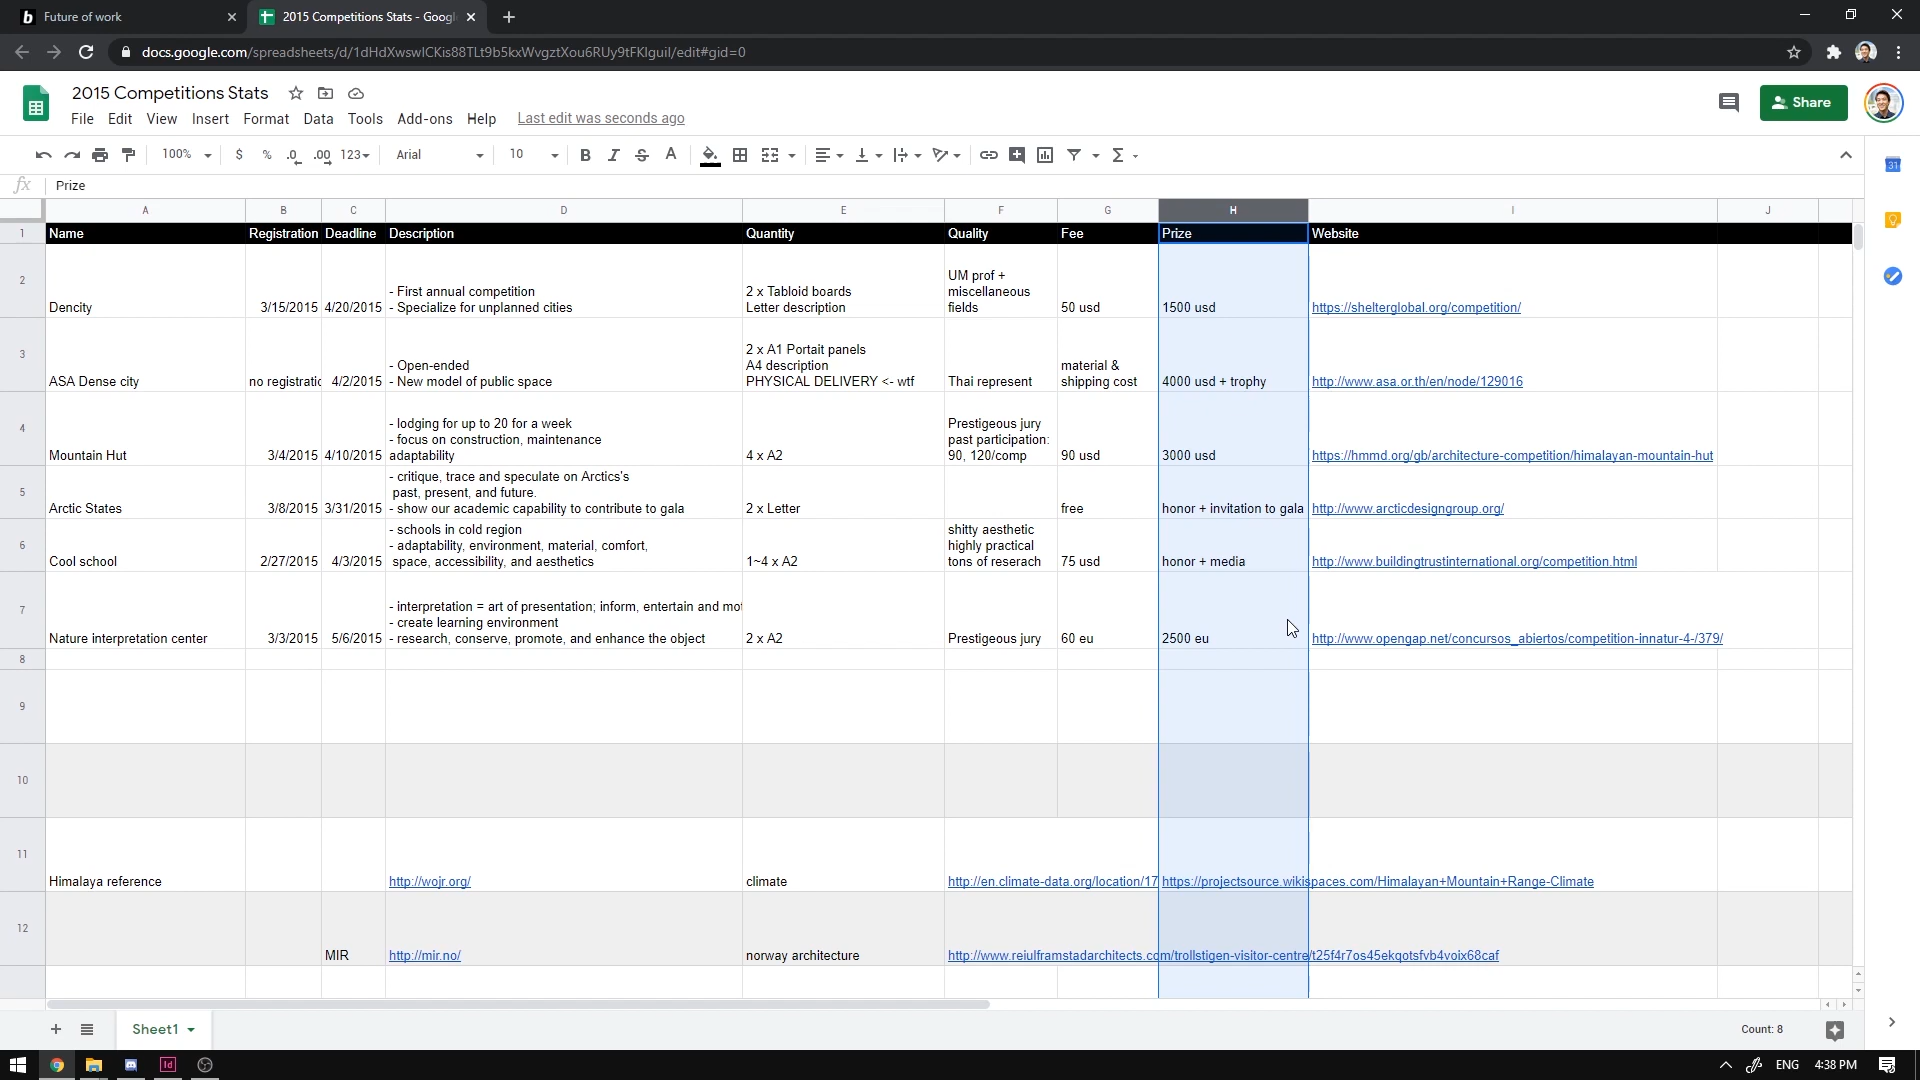 Future of work
2015 Competitions Stats - Googl
docs.google.com/spreadsheets/d/1dHdXwswICKis88TLt9b5kxWvgztXou6RUy9tFKIguiI/edit#gid=0
2015 Competitions Stats
File Edit View Insert Format Data Tools Add-ons Help Last edit was seconds ago
Share
100% $ % .0 .00 123 Arial 10 B I S A
fx Prize
A B C D E F G H I J
1 Name Registration Deadline Description Quantity Quality Fee Prize Website
2 Dencity 3/15/2015 4/20/2015
- First annual competition
- Specialize for unplanned cities
2 x Tabloid boards
Letter description
UM prof +
miscellaneous
fields
50 usd 1500 usd https://shelterglobal.org/competition/
3 ASA Dense city no registratic 4/2/2015
- Open-ended
- New model of public space
2 x A1 Portait panels
A4 description
PHYSICAL DELIVERY <- wtf
Thai represent
material &
shipping cost
4000 usd + trophy http://www.asa.or.th/en/node/129016
4 Mountain Hut 3/4/2015 4/10/2015
- lodging for up to 20 for a week
- focus on construction, maintenance
adaptability
4 x A2
Prestigeous jury
past participation:
90, 120/comp
90 usd 3000 usd https://hmmd.org/gb/architecture-competition/himalayan-mountain-hut
5 Arctic States 3/8/2015 3/31/2015
- critique, trace and speculate on Arctics's
past, present, and future.
- show our academic capability to contribute to gala
2 x Letter free honor + invitation to gala http://www.arcticdesigngroup.org/
6 Cool school 2/27/2015 4/3/2015
- schools in cold region
- adaptability, environment, material, comfort,
space, accessibility, and aesthetics
1~4 x A2
shitty aesthetic
highly practical
tons of reserach
75 usd honor + media http://www.buildingtrustinternational.org/competition.html
7 Nature interpretation center 3/3/2015 5/6/2015
- interpretation = art of presentation; inform, entertain and mot
- create learning environment
- research, conserve, promote, and enhance the object
2 x A2 Prestigeous jury 60 eu 2500 eu http://www.opengap.net/concursos_abiertos/competition-innatur-4-/379/
8
9
10
11 Himalaya reference http://wojr.org/ climate http://en.climate-data.org/location/17 https://projectsource.wikispaces.com/Himalayan+Mountain+Range-Climate
12 MIR http://mir.no/ norway architecture http://www.reiulframstadarchitects.com/trollstigen-visitor-centre/t25f4r7os45ekqotsfvb4voix68caf
Sheet1 Count: 8
ENG 4:38 PM